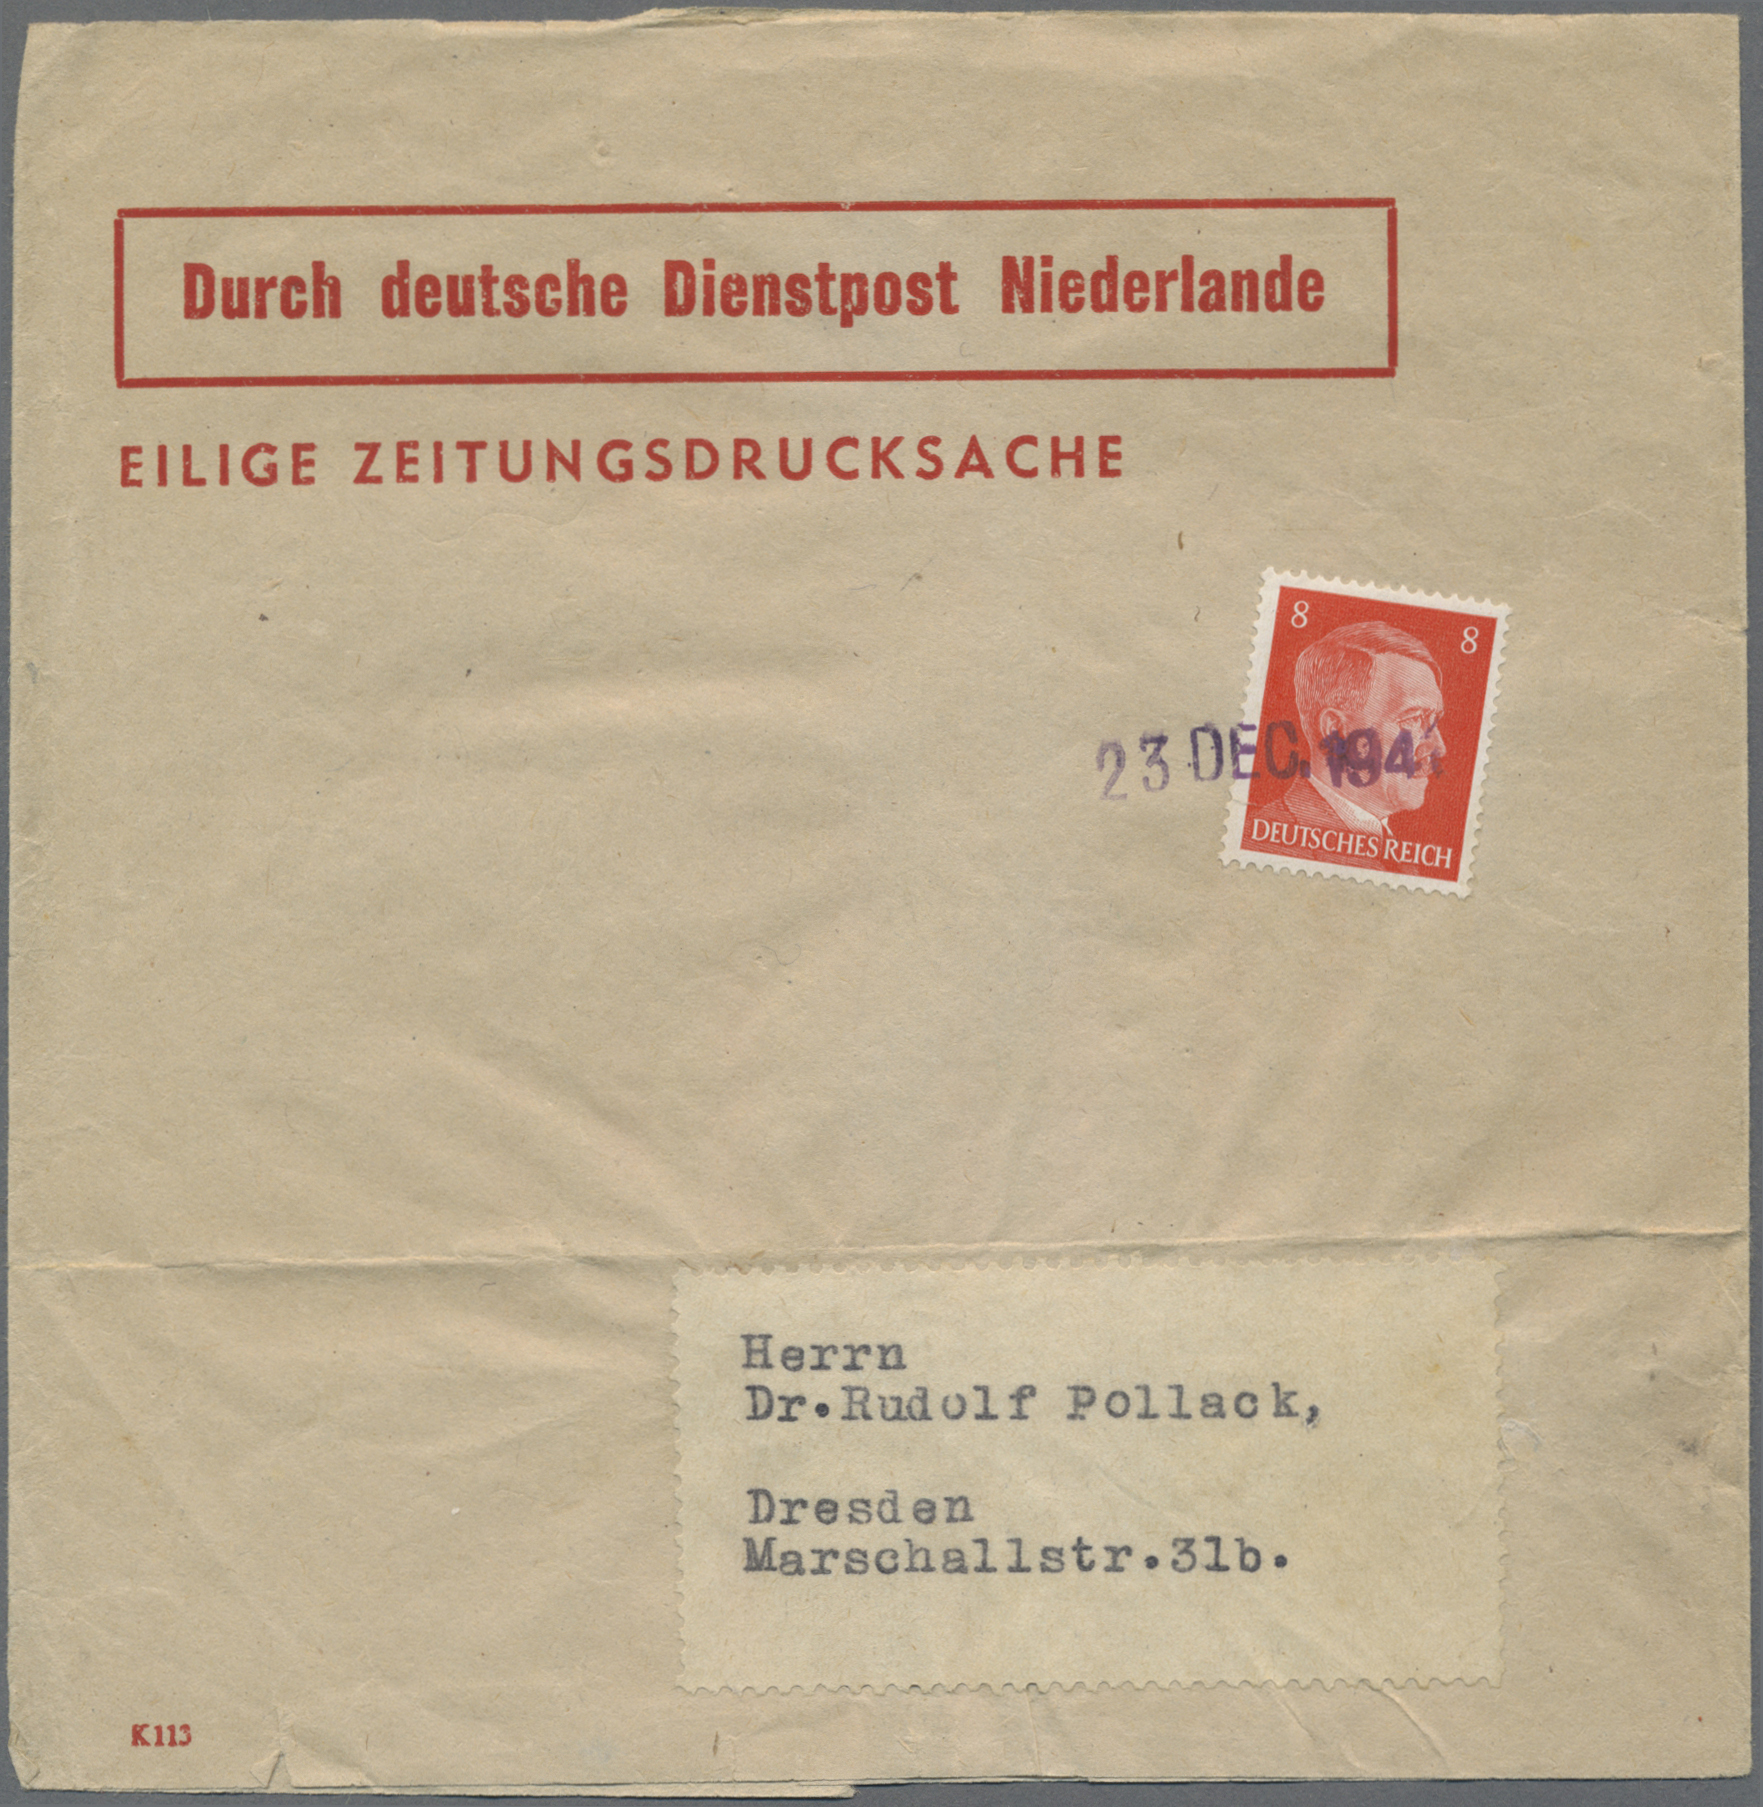 Durch deutsche Dienstpost Niederlande
EILIGE ZEITUNGSDRUCKSACHE
8 8
23 DEC.
DEUTSCHES REICH
Herrn
Dr.Rudolf Pollack,
Dresden
Marschallstr.31b.
K113